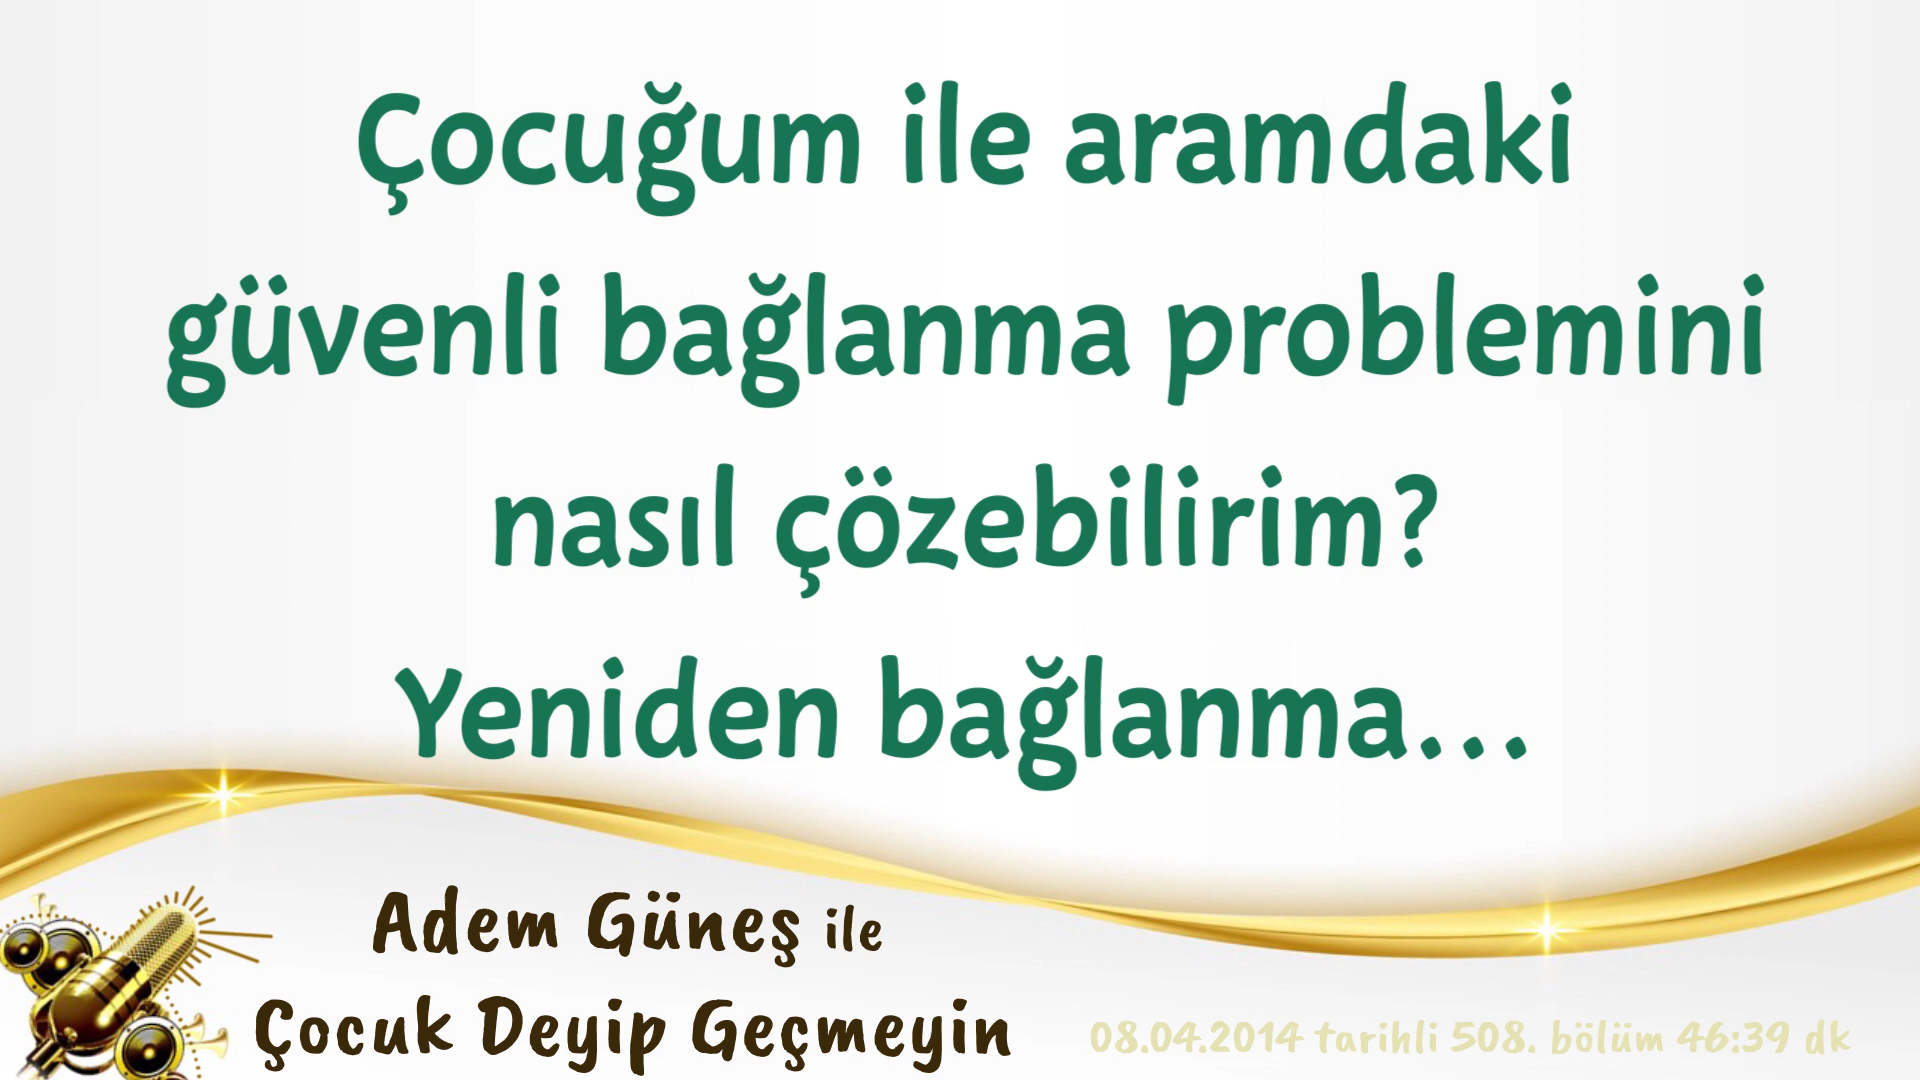 Çocuğum ile aramdaki
güvenli bağlanma problemini
nasıl çözebilirim?
Yeniden bağlanma...
Adem Güneş ile
Çocuk Deyip Geçmeyin
08.04.2014 tarihli 508. bölüm 46:39 dk